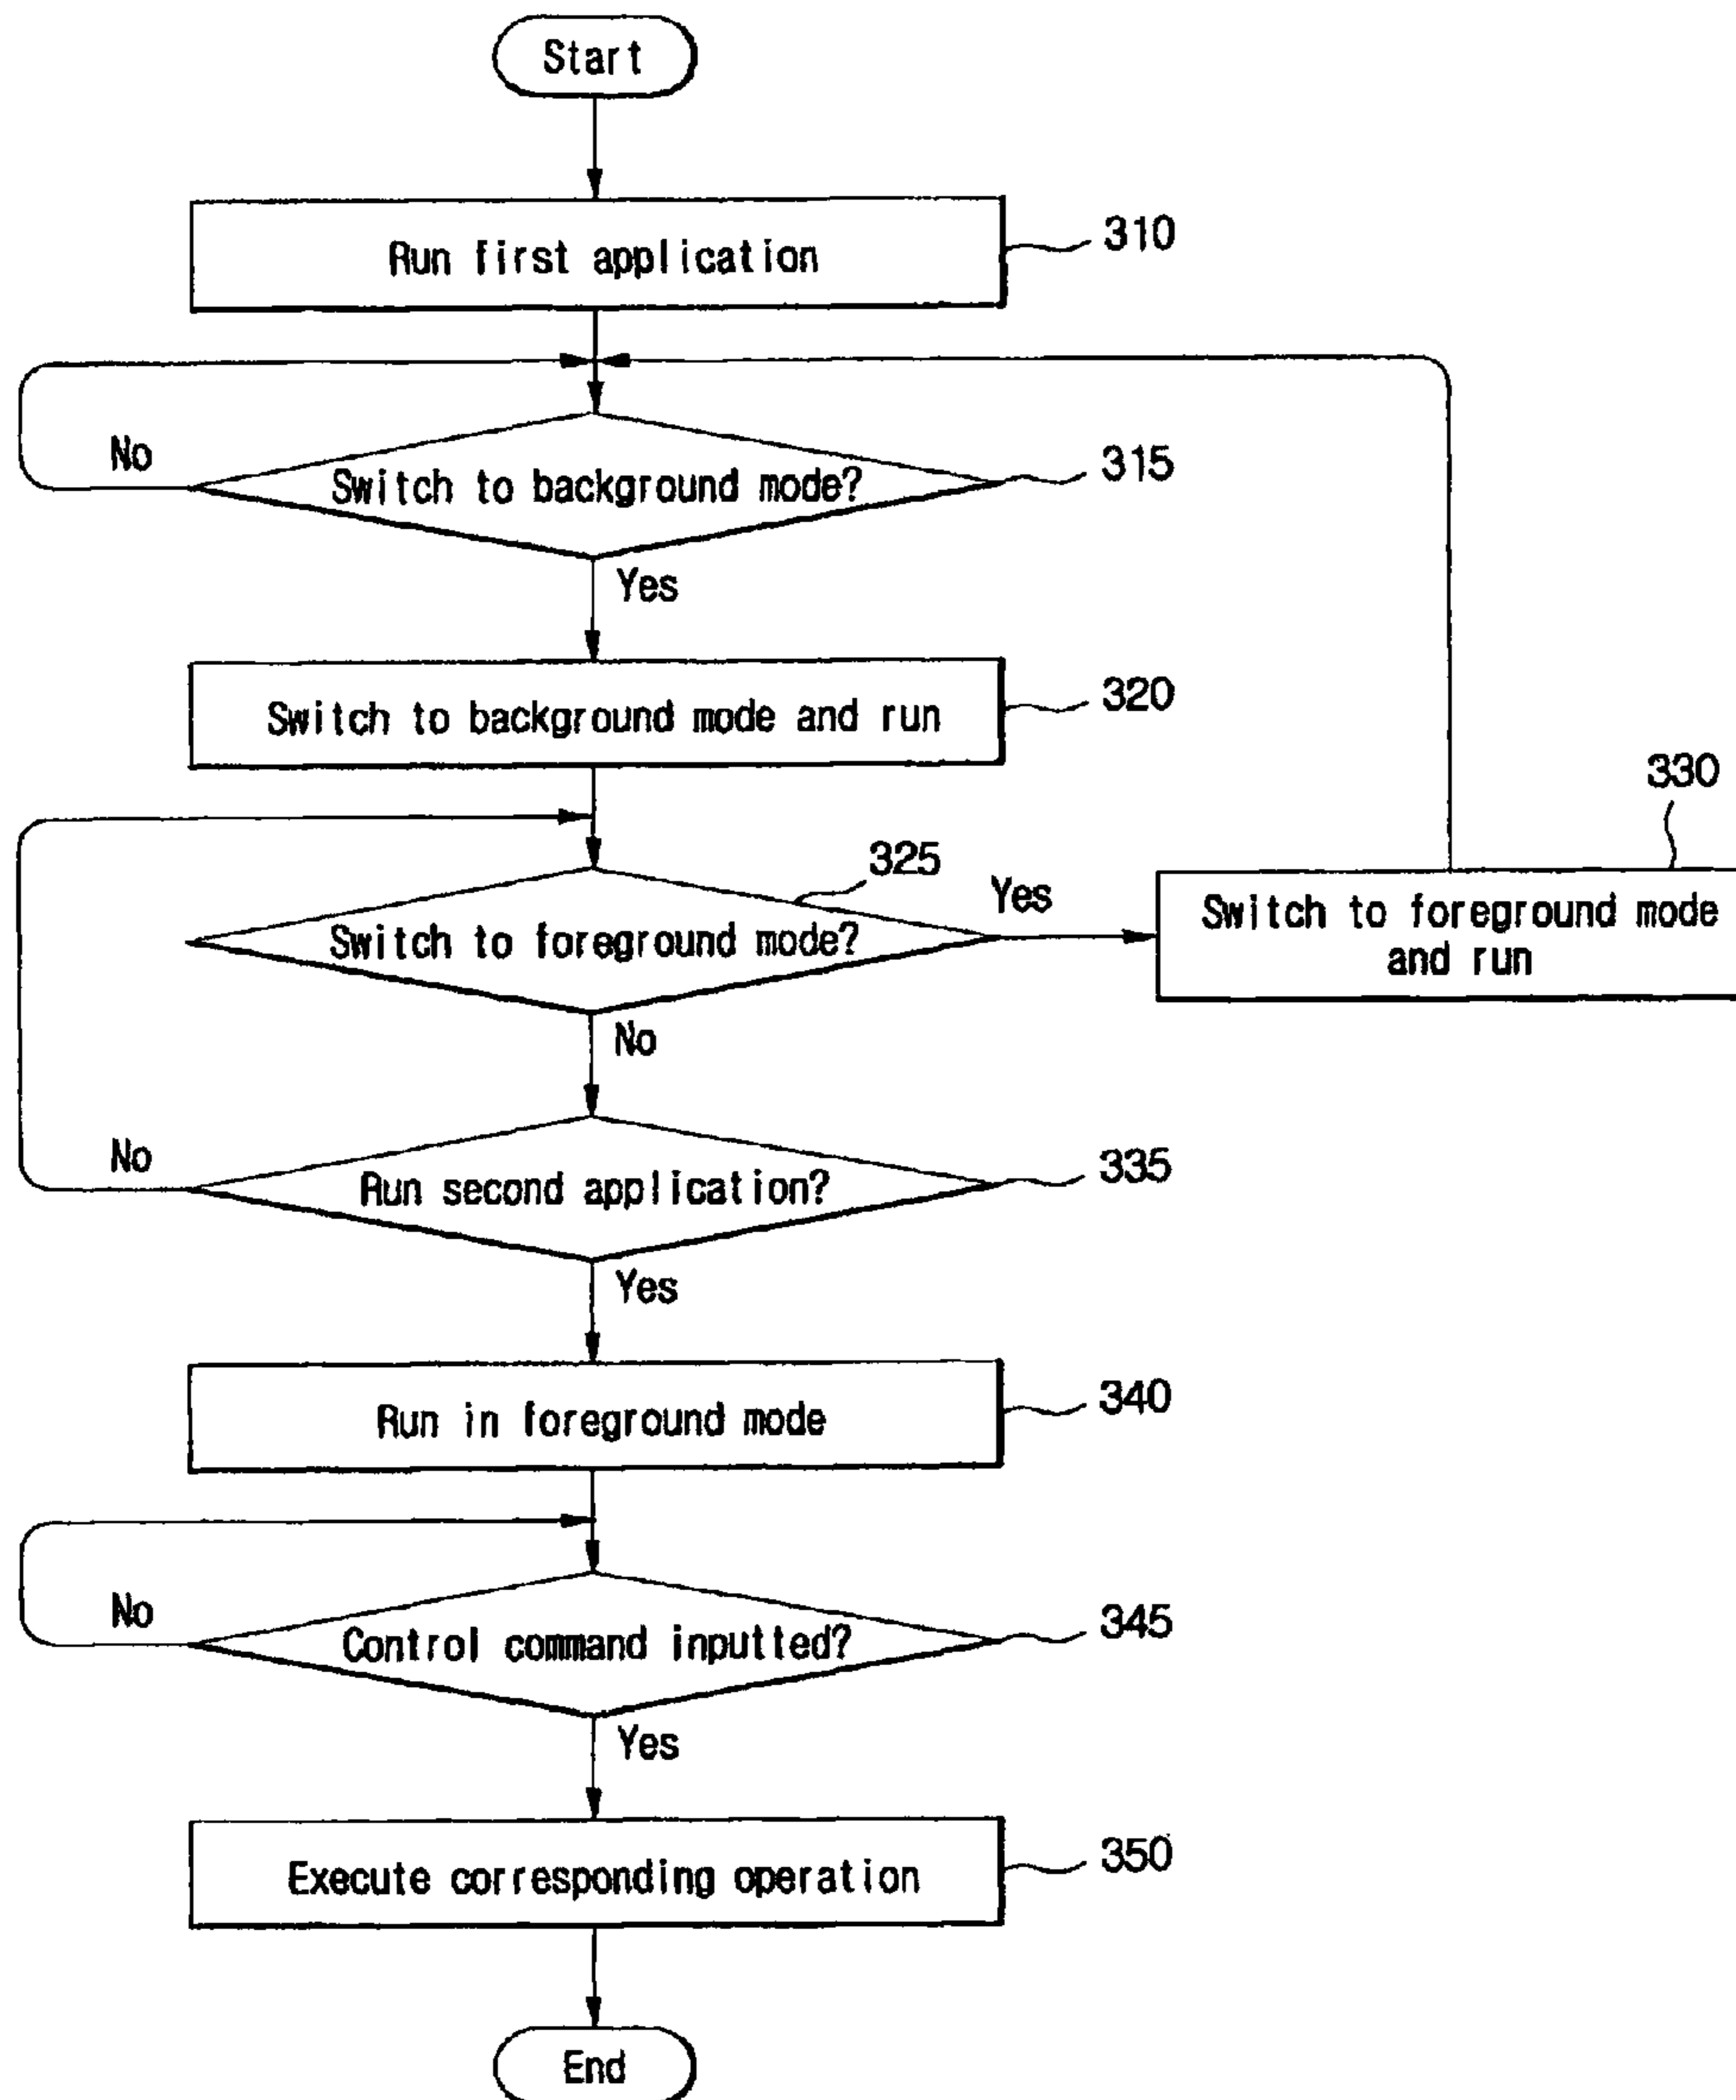 Start
Run first application
310
No
Switch to background mode?
315
Yes
Switch to background mode and run
320
330
325
Yes
Switch to foreground mode?
Switch to foreground mode
and run
No
No
Run second application?
335
Yes
Run in foreground mode
340
No
Control command inputted?
345
Yes
Execute corresponding operation
350
End